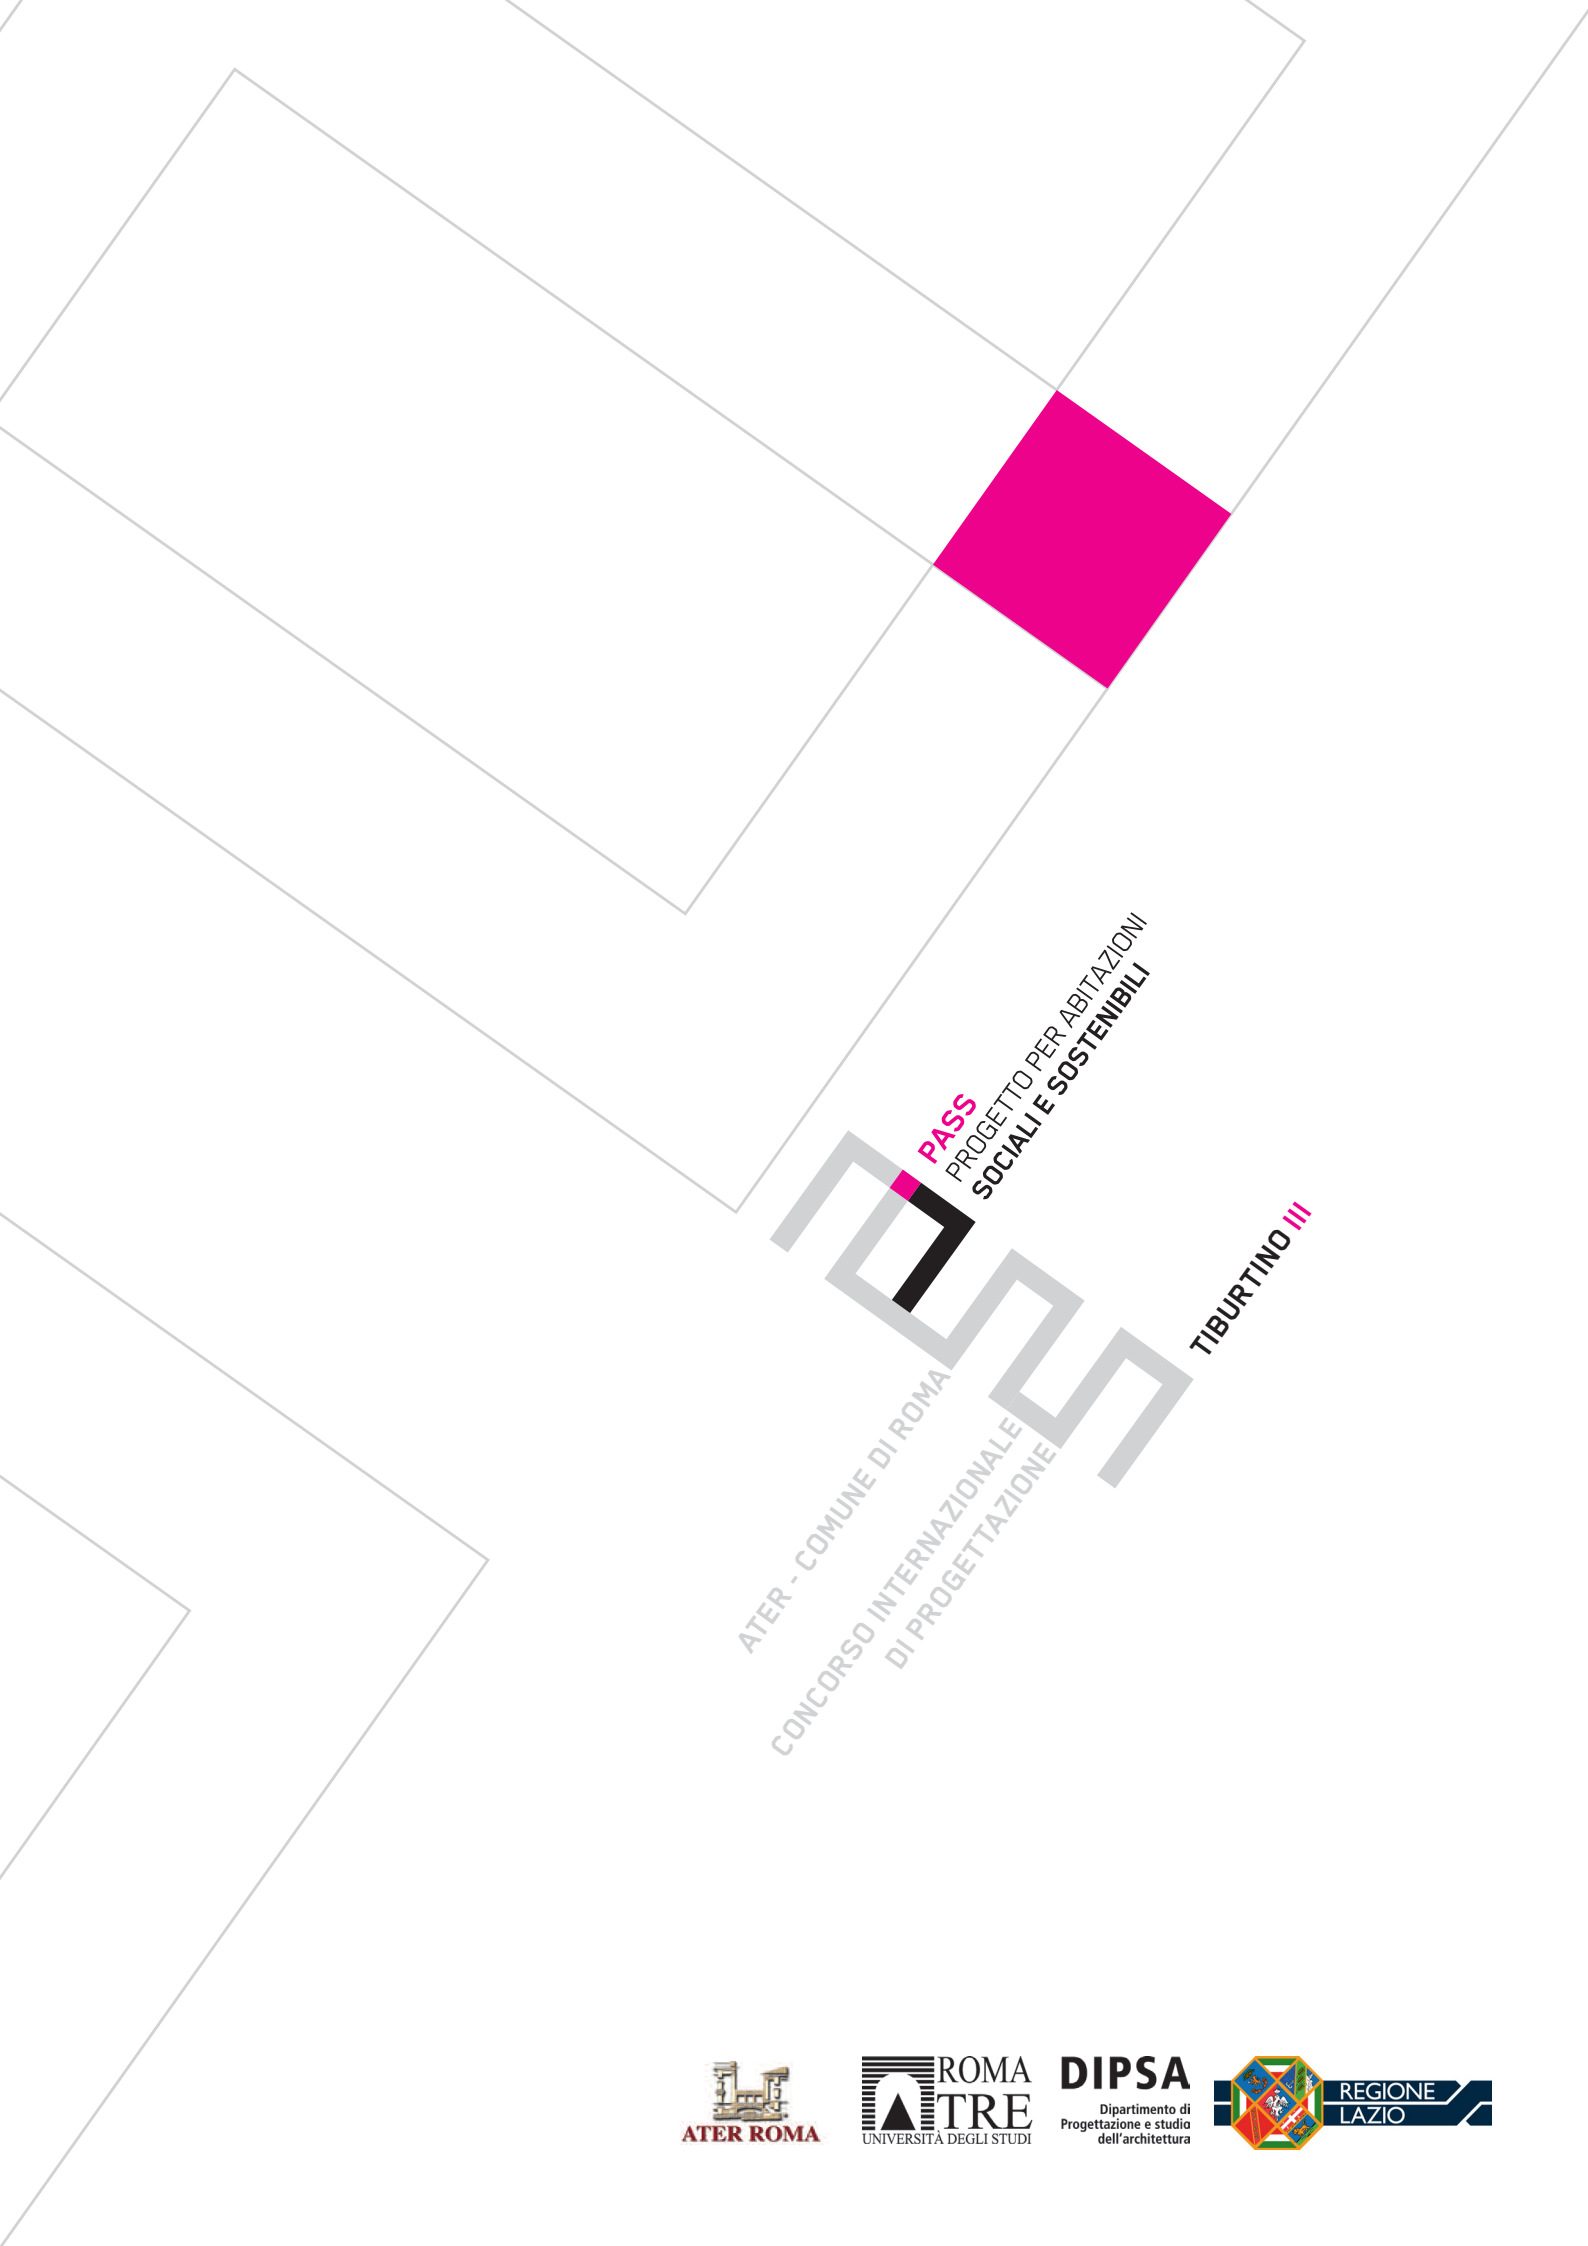 PASS
PROGETTO PER ABITAZIONI
SOCIALI E SOSTENIBILI
TIBURTINO III
ATER - COMUNE DI ROMA
CONCORSO INTERNAZIONALE
DI PROGETTAZIONE
ATER ROMA
ROMA
TRE
UNIVERSITÀ DEGLI STUDI
DIPSA
Dipartimento di
Progettazione e studio
dell'architettura
REGIONE
LAZIO